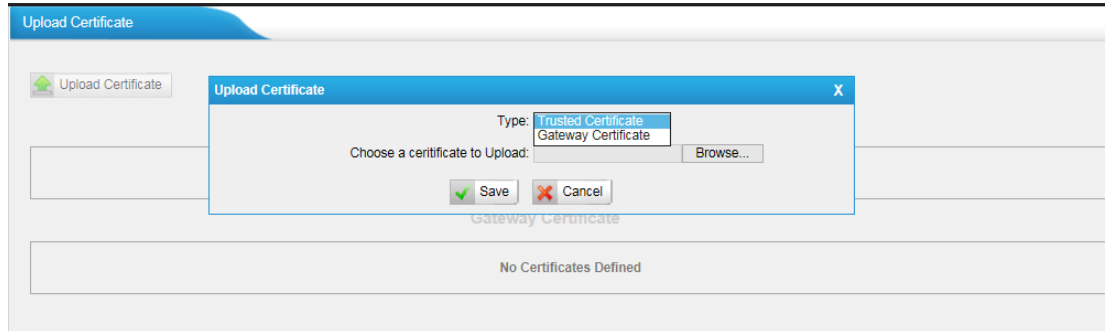 Upload Certificate
Upload Certificate
Upload Certificate X
Type: Trusted Certificate
Gateway Certificate
Choose a ceritificate to Upload: Browse...
Save Cancel
Gateway Certificate
No Certificates Defined